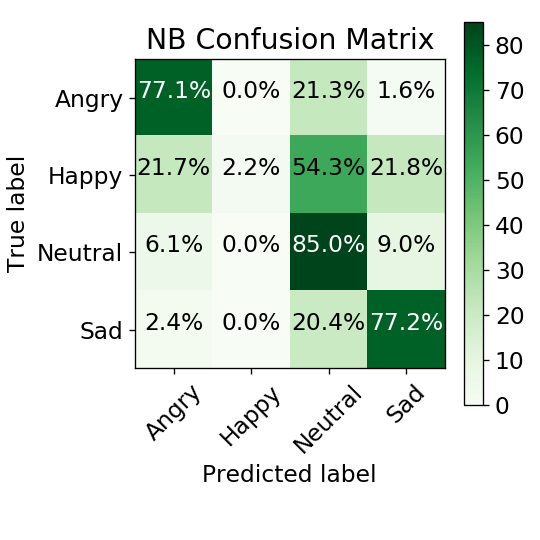 NB Confusion Matrix
True label
Angry 77.1% 0.0% 21.3% 1.6%
Happy 21.7% 2.2% 54.3% 21.8%
Neutral 6.1% 0.0% 85.0% 9.0%
Sad 2.4% 0.0% 20.4% 77.2%
Angry Happy Neutral Sad
Predicted label
80
70
60
50
40
30
20
10
0